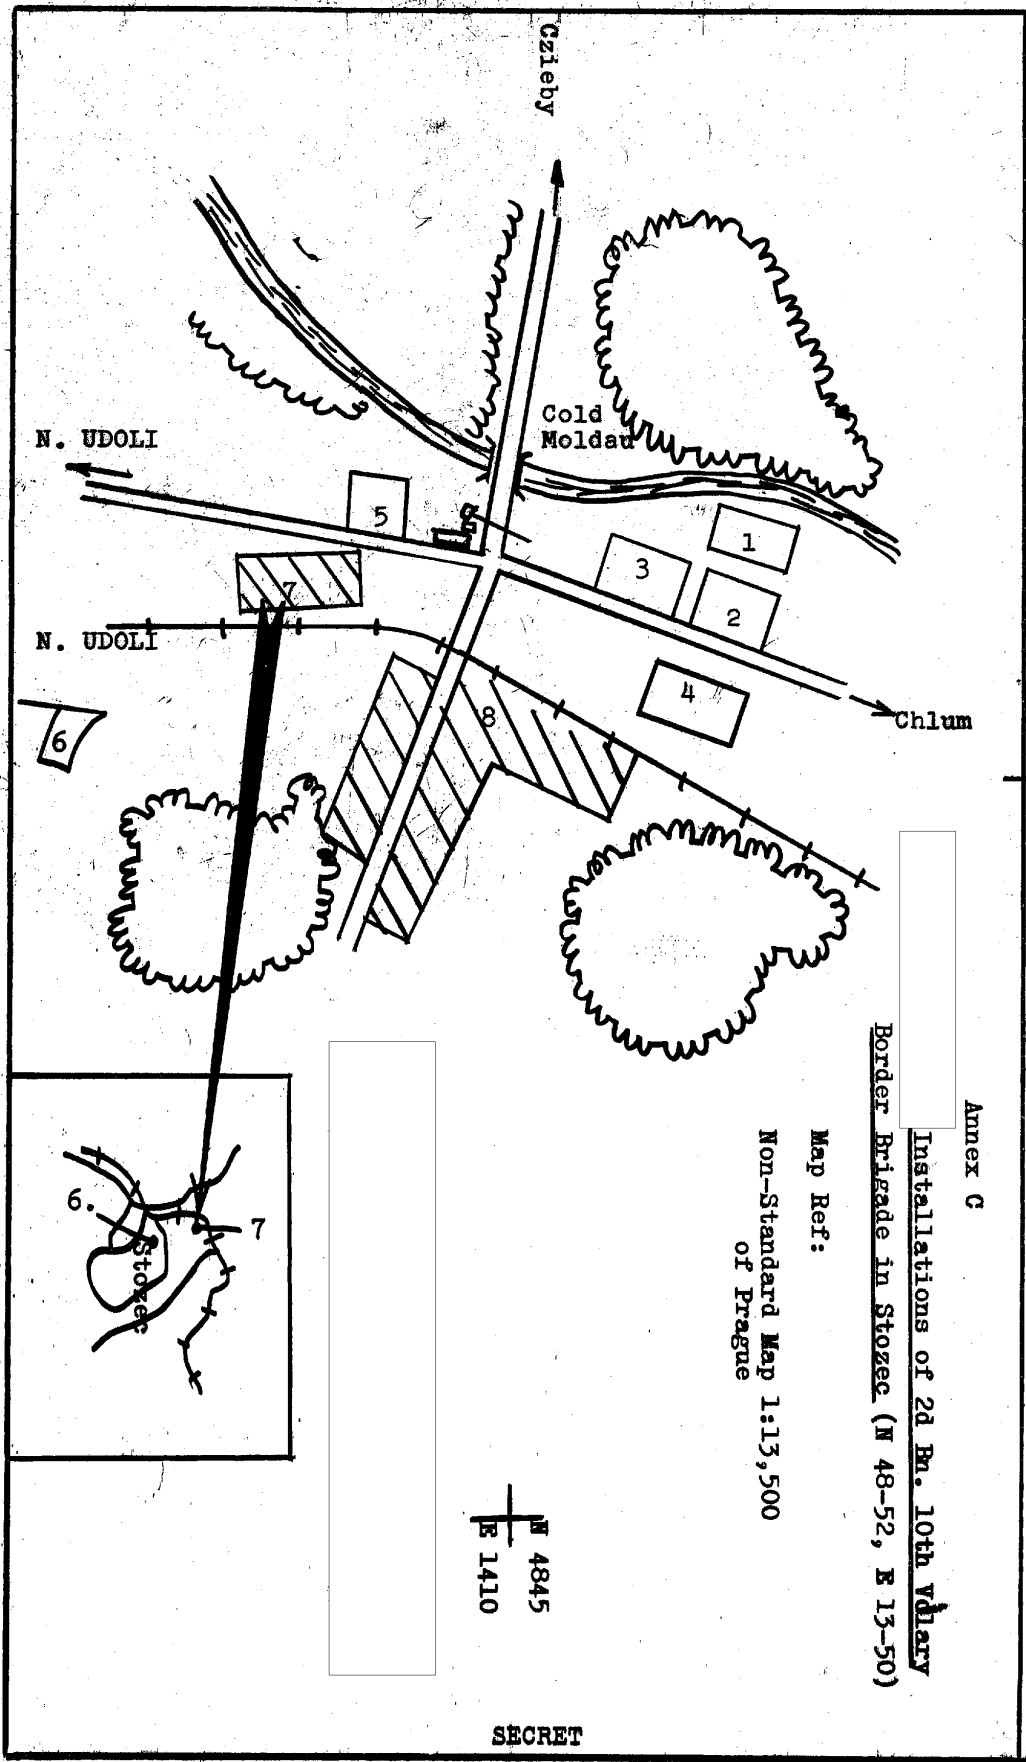 Annex C
Installations of 2d Bn. 10th Vdlary
Border Brigade in Stozec (N 48-52, E 13-50)
Map Ref:
Non-Standard Map 1:13,500
of Prague
Czieby
Cold
Moldau
N. UDOLI
5
1
3
2
7
N. UDOLI
4
8
Chlum
6
6.
7
Stozec
N 4845
E 1410
SECRET